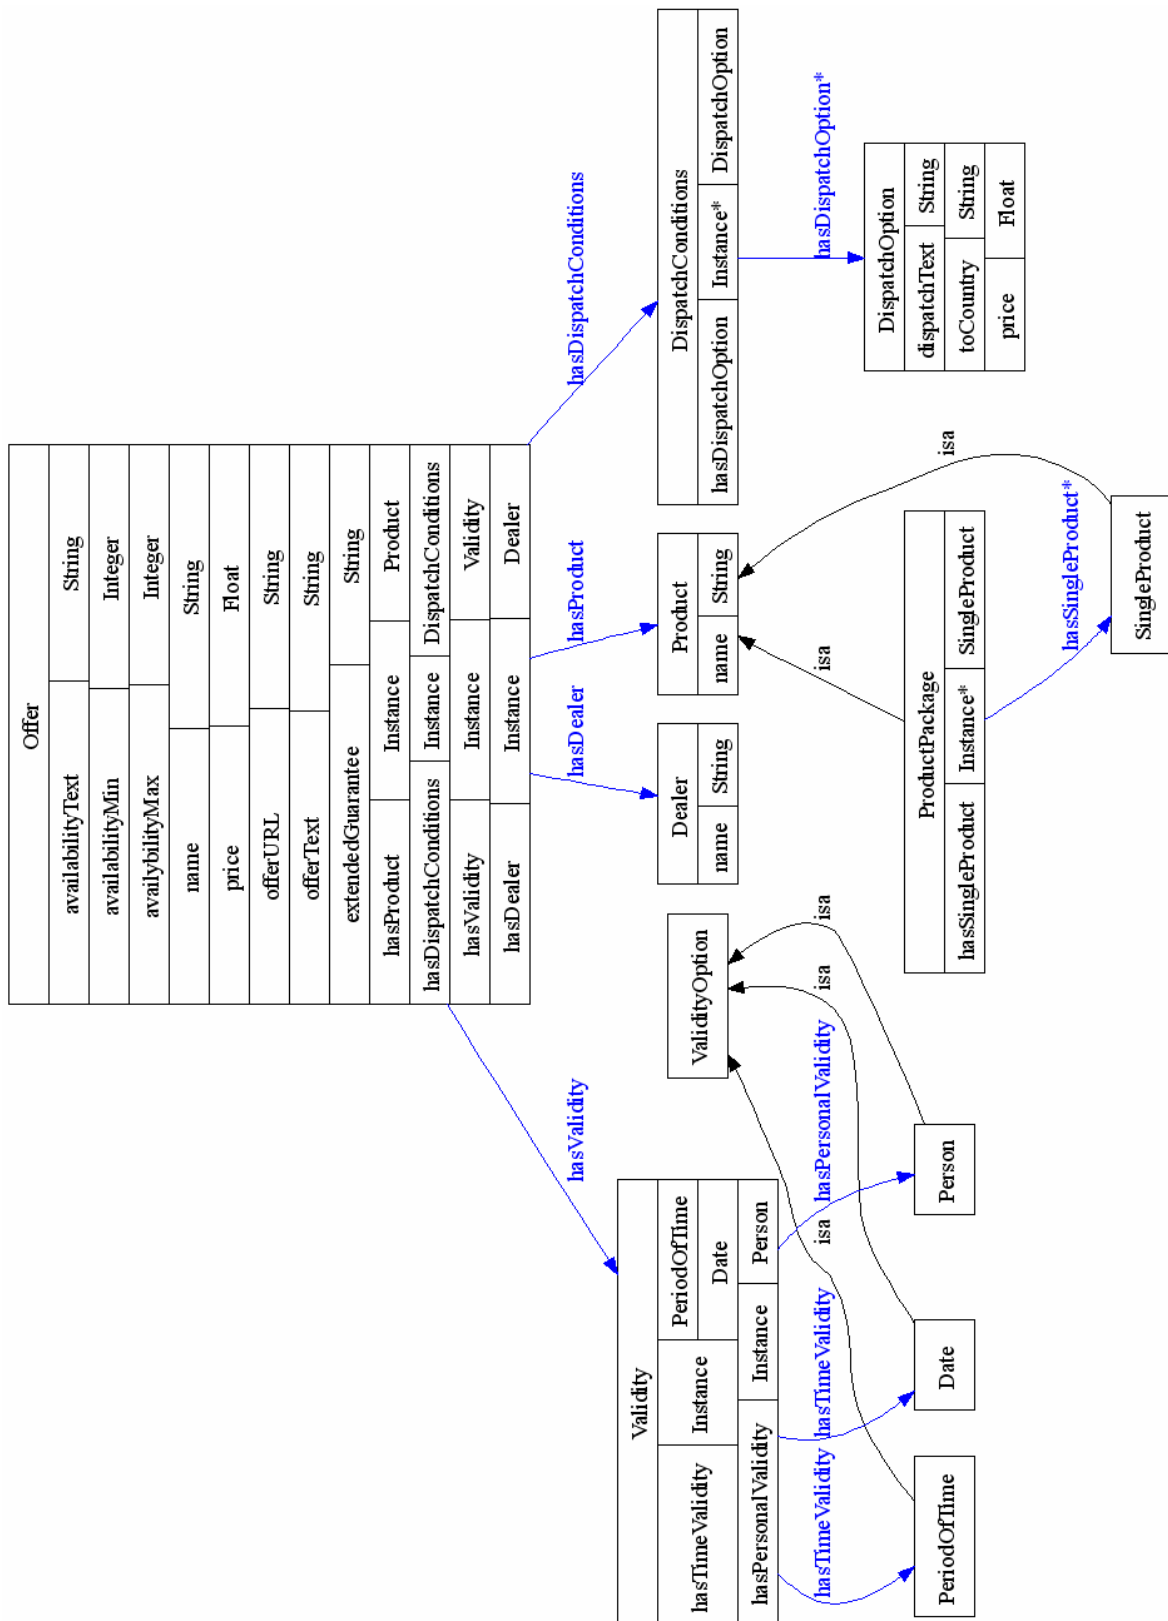 Offer
availabilityText String
availabilityMin Integer
availybilityMax Integer
name String
price Float
offerURL String
offerText String
extendedGuarantee String
hasProduct Instance Product
hasDispatchConditions Instance DispatchConditions
hasValidity Instance Validity
hasDealer Instance Dealer
hasValidity
hasDealer
hasProduct
hasDispatchConditions
Validity
hasTimeValidity Instance PeriodOfTime
Date
hasPersonalValidity Instance Person
ValidityOption
Dealer
name String
Product
name String
DispatchConditions
hasDispatchOption Instance* DispatchOption
hasTimeValidity
hasTimeValidity
isa
hasPersonalValidity
isa
isa
isa
isa
hasDispatchOption*
PeriodOfTime
Date
Person
ProductPackage
hasSingleProduct Instance* SingleProduct
DispatchOption
dispatchText String
toCountry String
price Float
hasSingleProduct*
SingleProduct